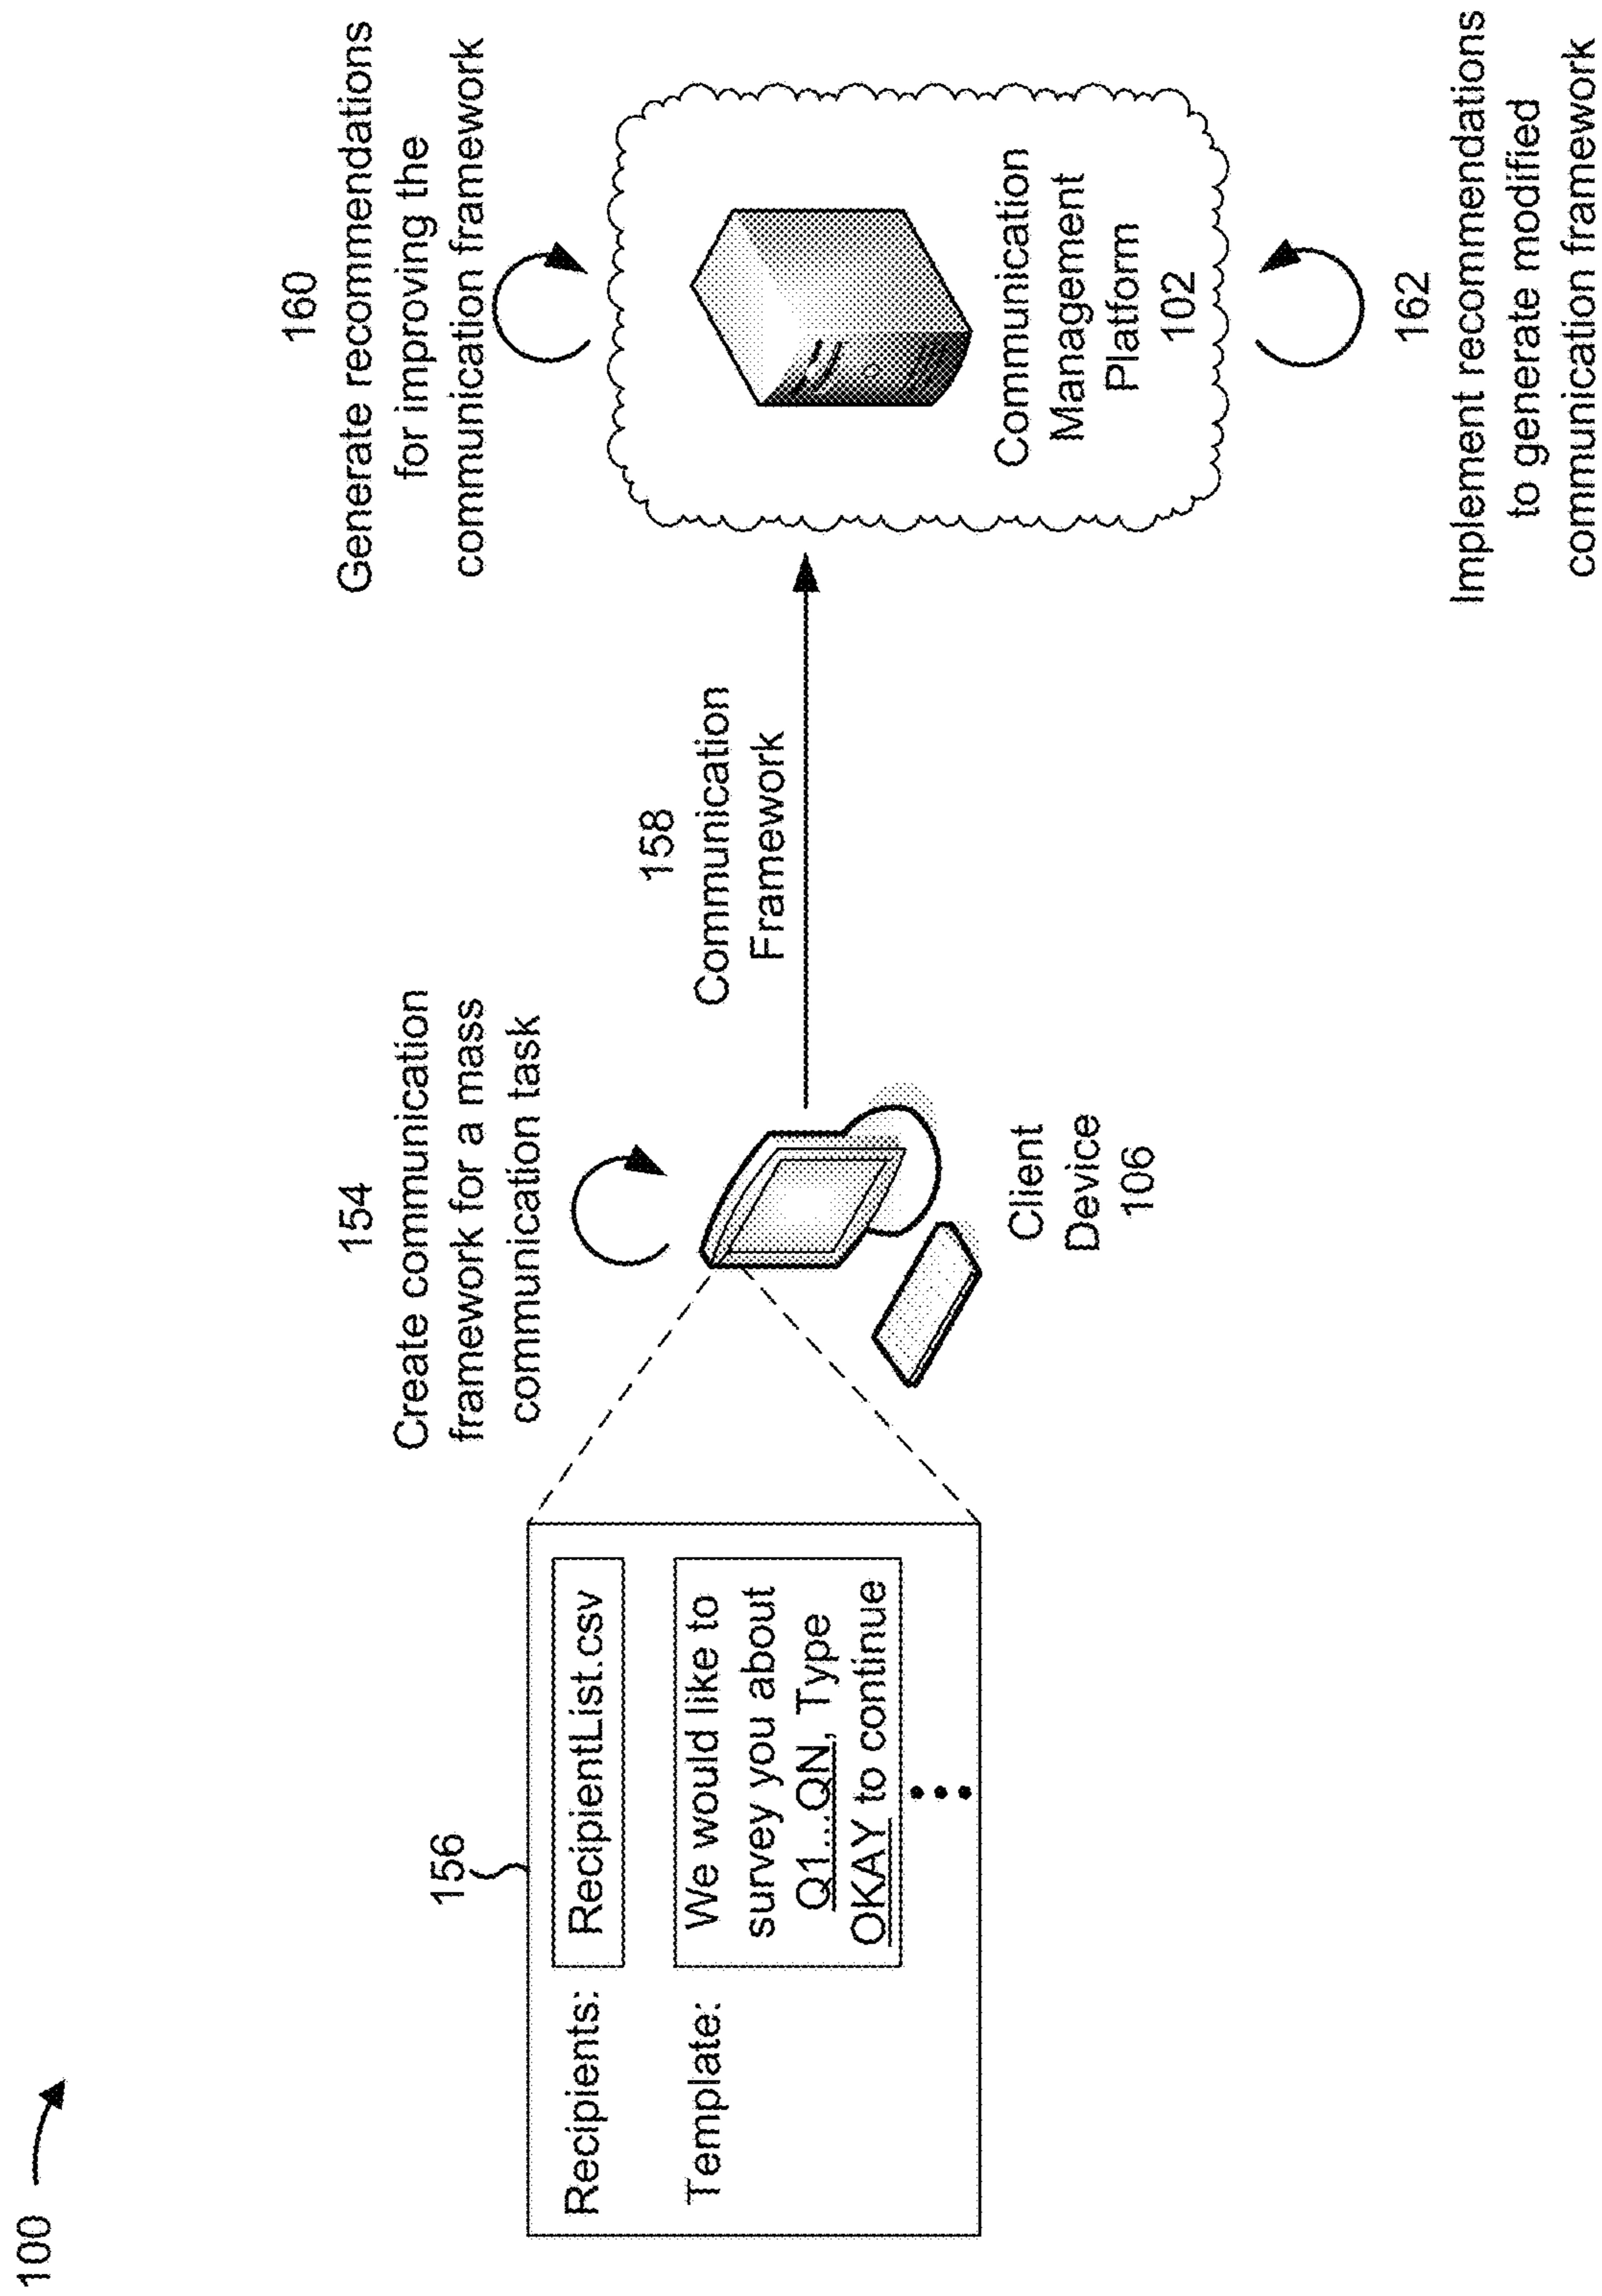 100
156
Recipients:
RecipientList.csv
Template:
We would like to
survey you about
Q1...QN, Type
OKAY to continue
154
Create communication
framework for a mass
communication task
Client
Device
106
158
Communication
Framework
160
Generate recommendations
for improving the
communication framework
Communication
Management
Platform
102
162
Implement recommendations
to generate modified
communication framework